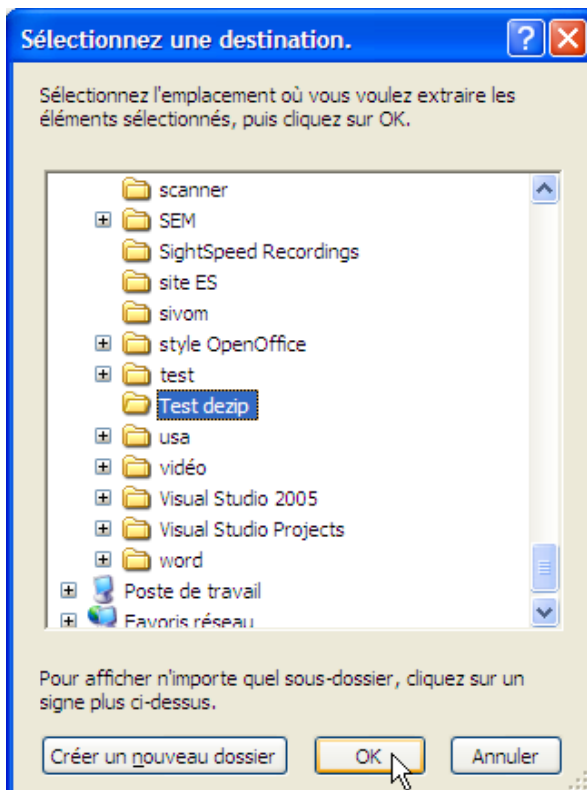 Sélectionnez une destination.
Sélectionnez l'emplacement où vous voulez extraire les
éléments sélectionnés, puis cliquez sur OK.
scanner
SEM
SightSpeed Recordings
site ES
sivom
style OpenOffice
test
Test dezip
usa
vidéo
Visual Studio 2005
Visual Studio Projects
word
Poste de travail
Favoris réseau
Pour afficher n'importe quel sous-dossier, cliquez sur un
signe plus ci-dessus.
Créer un nouveau dossier OK Annuler